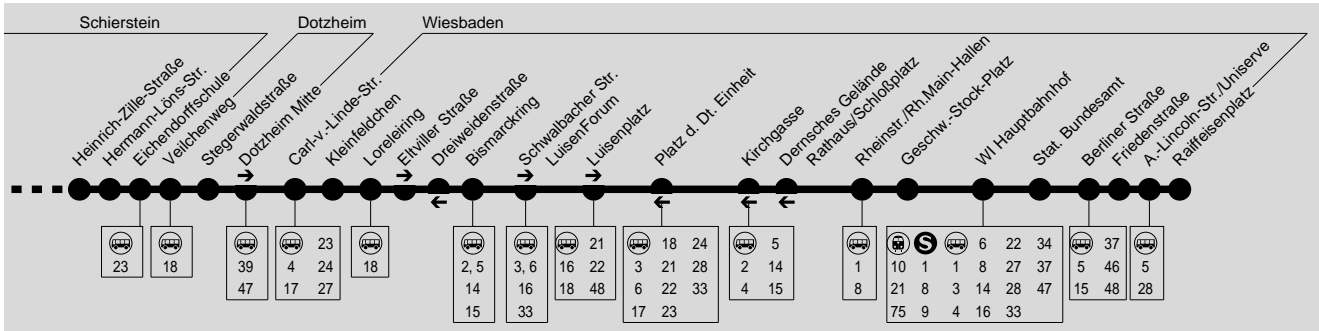 Schierstein
Dotzheim
Wiesbaden
Heinrich-Zille-Straße
Hermann-Löns-Str.
Eichendorffschule
Veilchenweg
Stegerwaldstraße
Dotzheim Mitte
Carl-v.-Linde-Str.
Kleinfeldchen
Loreleiring
Eltviller Straße
Dreiweidenstraße
Bismarckring
Schwalbacher Str.
LuisenForum
Luisenplatz
Platz d. Dt. Einheit
Kirchgasse
Dernsches Gelände
Rathaus/Schloßplatz
Rheinstr./Rh.Main-Hallen
Geschw.-Stock-Platz
WI Hauptbahnhof
Stat. Bundesamt
Berliner Straße
Friedenstraße
A.-Lincoln-Str./Uniserve
Raiffeisenplatz
23
18
39
47
23
4 24
17 27
18
2, 5
14
15
3, 6
16
33
21
16 22
18 48
18 24
3 21 28
6 22 33
17 23
5
2 14
4 15
1
8
S 6 22 34
10 1 1 8 27 37
21 8 3 14 28 47
75 9 4 16 33
37
5 46
15 48
5
28